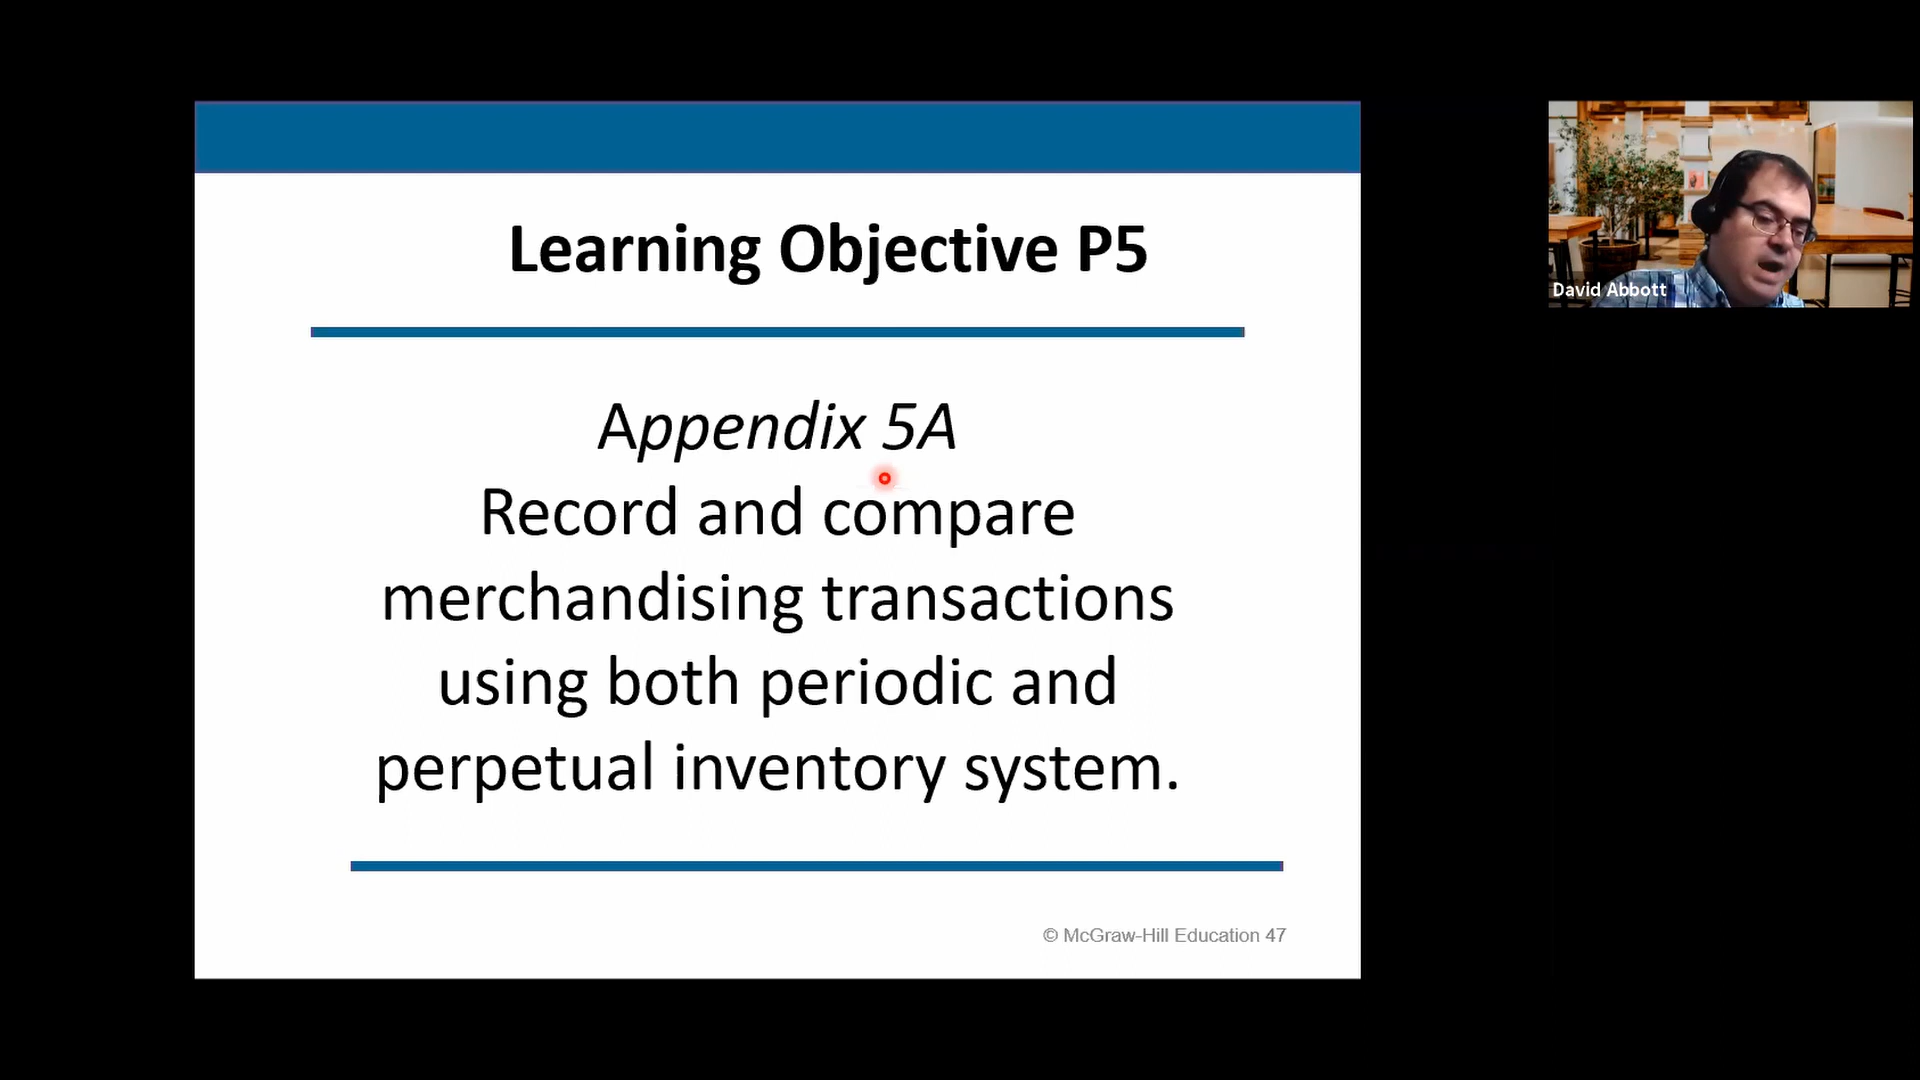 Learning Objective P5
Appendix 5A
Record and compare
merchandising transactions
using both periodic and
perpetual inventory system.
© McGraw-Hill Education 47
David Abbott